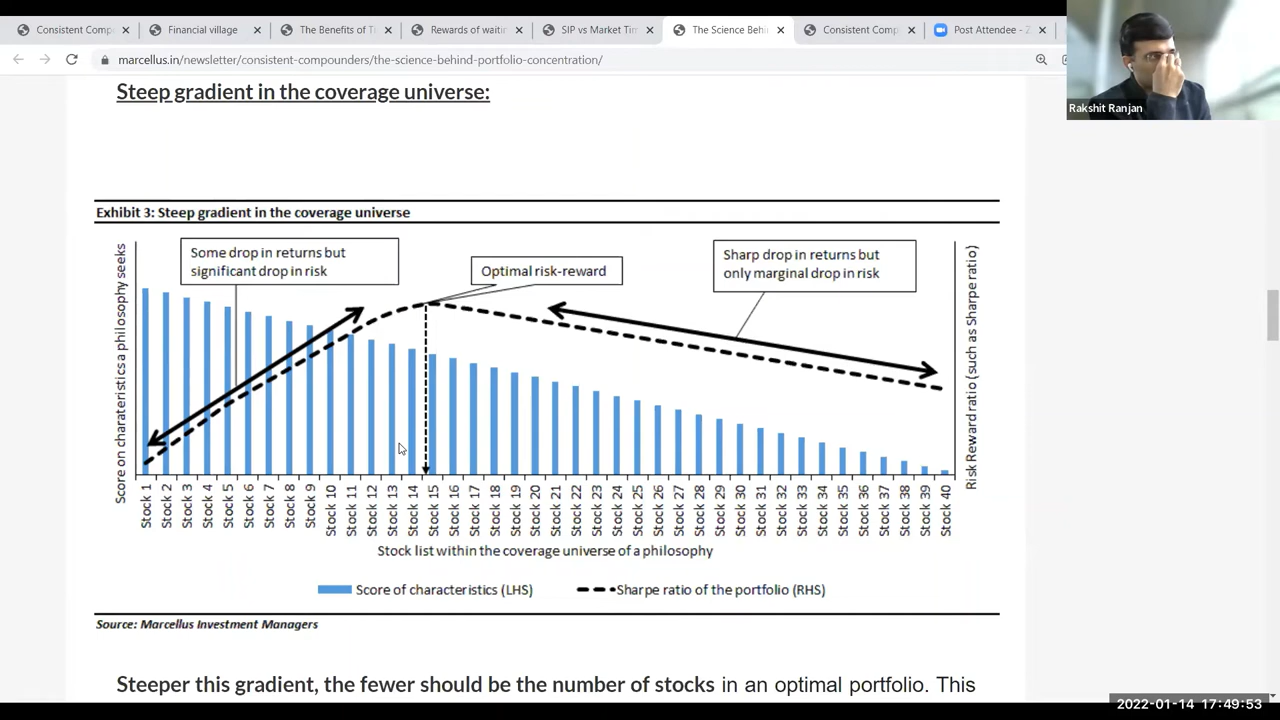 Consistent Comp
Financial village
The Benefits of T
Rewards of waiti
SIP vs Market Tim
The Science Behi
Consistent Comp
Post Attendee - 2
marcellus.in/newsletter/consistent-compounders/the-science-behind-portfolio-concentration/
Rakshit Ranjan
Steep gradient in the coverage universe:
Exhibit 3: Steep gradient in the coverage universe
Some drop in returns but
significant drop in risk
Optimal risk-reward
Sharp drop in returns but
only marginal drop in risk
Score on charateristics a philosophy seeks
Risk Reward ratio (such as Sharpe ratio)
Stock 1
Stock 2
Stock 3
Stock 4
Stock 5
Stock 6
Stock 7
Stock 8
Stock 9
Stock 10
Stock 11
Stock 12
Stock 13
Stock 14
Stock 15
Stock 16
Stock 17
Stock 18
Stock 19
Stock 20
Stock 21
Stock 22
Stock 23
Stock 24
Stock 25
Stock 26
Stock 27
Stock 28
Stock 29
Stock 30
Stock 31
Stock 32
Stock 33
Stock 34
Stock 35
Stock 36
Stock 37
Stock 38
Stock 39
Stock 40
Stock list within the coverage universe of a philosophy
Score of characteristics (LHS)
Sharpe ratio of the portfolio (RHS)
Source: Marcellus Investment Managers
Steeper this gradient, the fewer should be the number of stocks in an optimal portfolio. This
2022-01-14 17:49:53